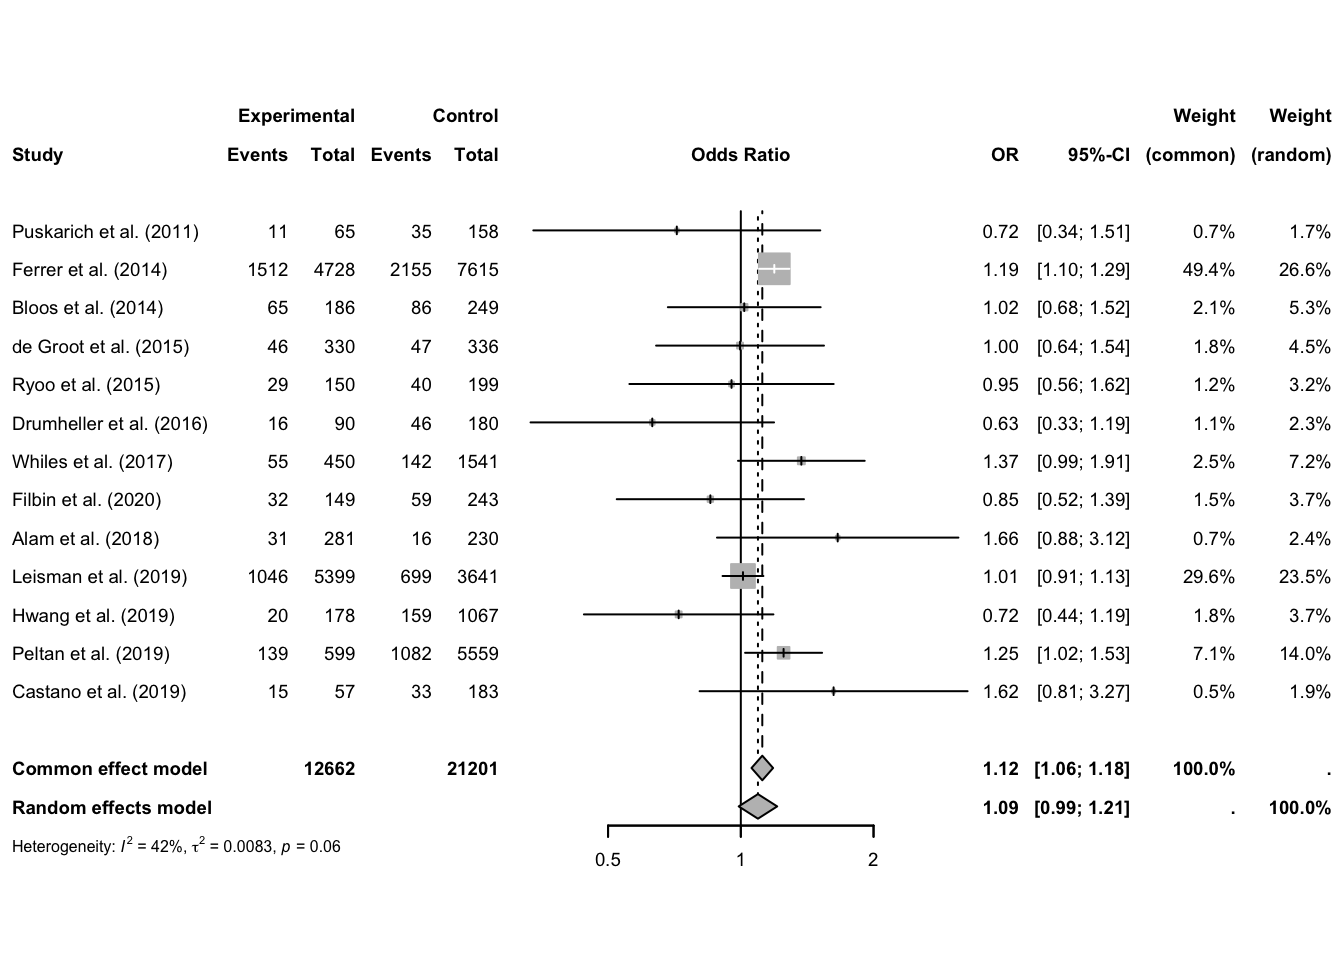 Experimental Control Weight Weight
Study Events Total Events Total Odds Ratio OR 95%-CI (common) (random)
Puskarich et al. (2011) 11 65 35 158 0.72 [0.34; 1.51] 0.7% 1.7%
Ferrer et al. (2014) 1512 4728 2155 7615 1.19 [1.10; 1.29] 49.4% 26.6%
Bloos et al. (2014) 65 186 86 249 1.02 [0.68; 1.52] 2.1% 5.3%
de Groot et al. (2015) 46 330 47 336 1.00 [0.64; 1.54] 1.8% 4.5%
Ryoo et al. (2015) 29 150 40 199 0.95 [0.56; 1.62] 1.2% 3.2%
Drumheller et al. (2016) 16 90 46 180 0.63 [0.33; 1.19] 1.1% 2.3%
Whiles et al. (2017) 55 450 142 1541 1.37 [0.99; 1.91] 2.5% 7.2%
Filbin et al. (2020) 32 149 59 243 0.85 [0.52; 1.39] 1.5% 3.7%
Alam et al. (2018) 31 281 16 230 1.66 [0.88; 3.12] 0.7% 2.4%
Leisman et al. (2019) 1046 5399 699 3641 1.01 [0.91; 1.13] 29.6% 23.5%
Hwang et al. (2019) 20 178 159 1067 0.72 [0.44; 1.19] 1.8% 3.7%
Peltan et al. (2019) 139 599 1082 5559 1.25 [1.02; 1.53] 7.1% 14.0%
Castano et al. (2019) 15 57 33 183 1.62 [0.81; 3.27] 0.5% 1.9%
Common effect model 12662 21201 1.12 [1.06; 1.18] 100.0% .
Random effects model 1.09 [0.99; 1.21] . 100.0%
Heterogeneity: I² = 42%, τ² = 0.0083, p = 0.06
0.5 1 2